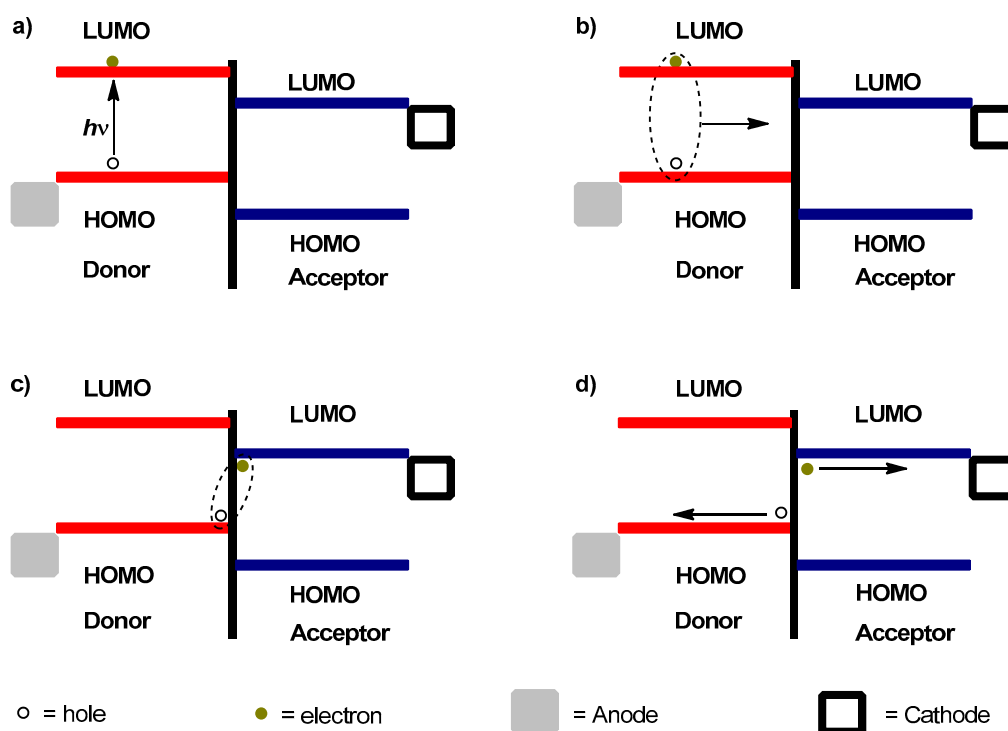 a)
LUMO
LUMO
hν
HOMO
HOMO
Donor
Acceptor
b)
LUMO
LUMO
HOMO
HOMO
Donor
Acceptor
c)
LUMO
LUMO
HOMO
HOMO
Donor
Acceptor
d)
LUMO
LUMO
HOMO
HOMO
Donor
Acceptor
= hole
= electron
= Anode
= Cathode